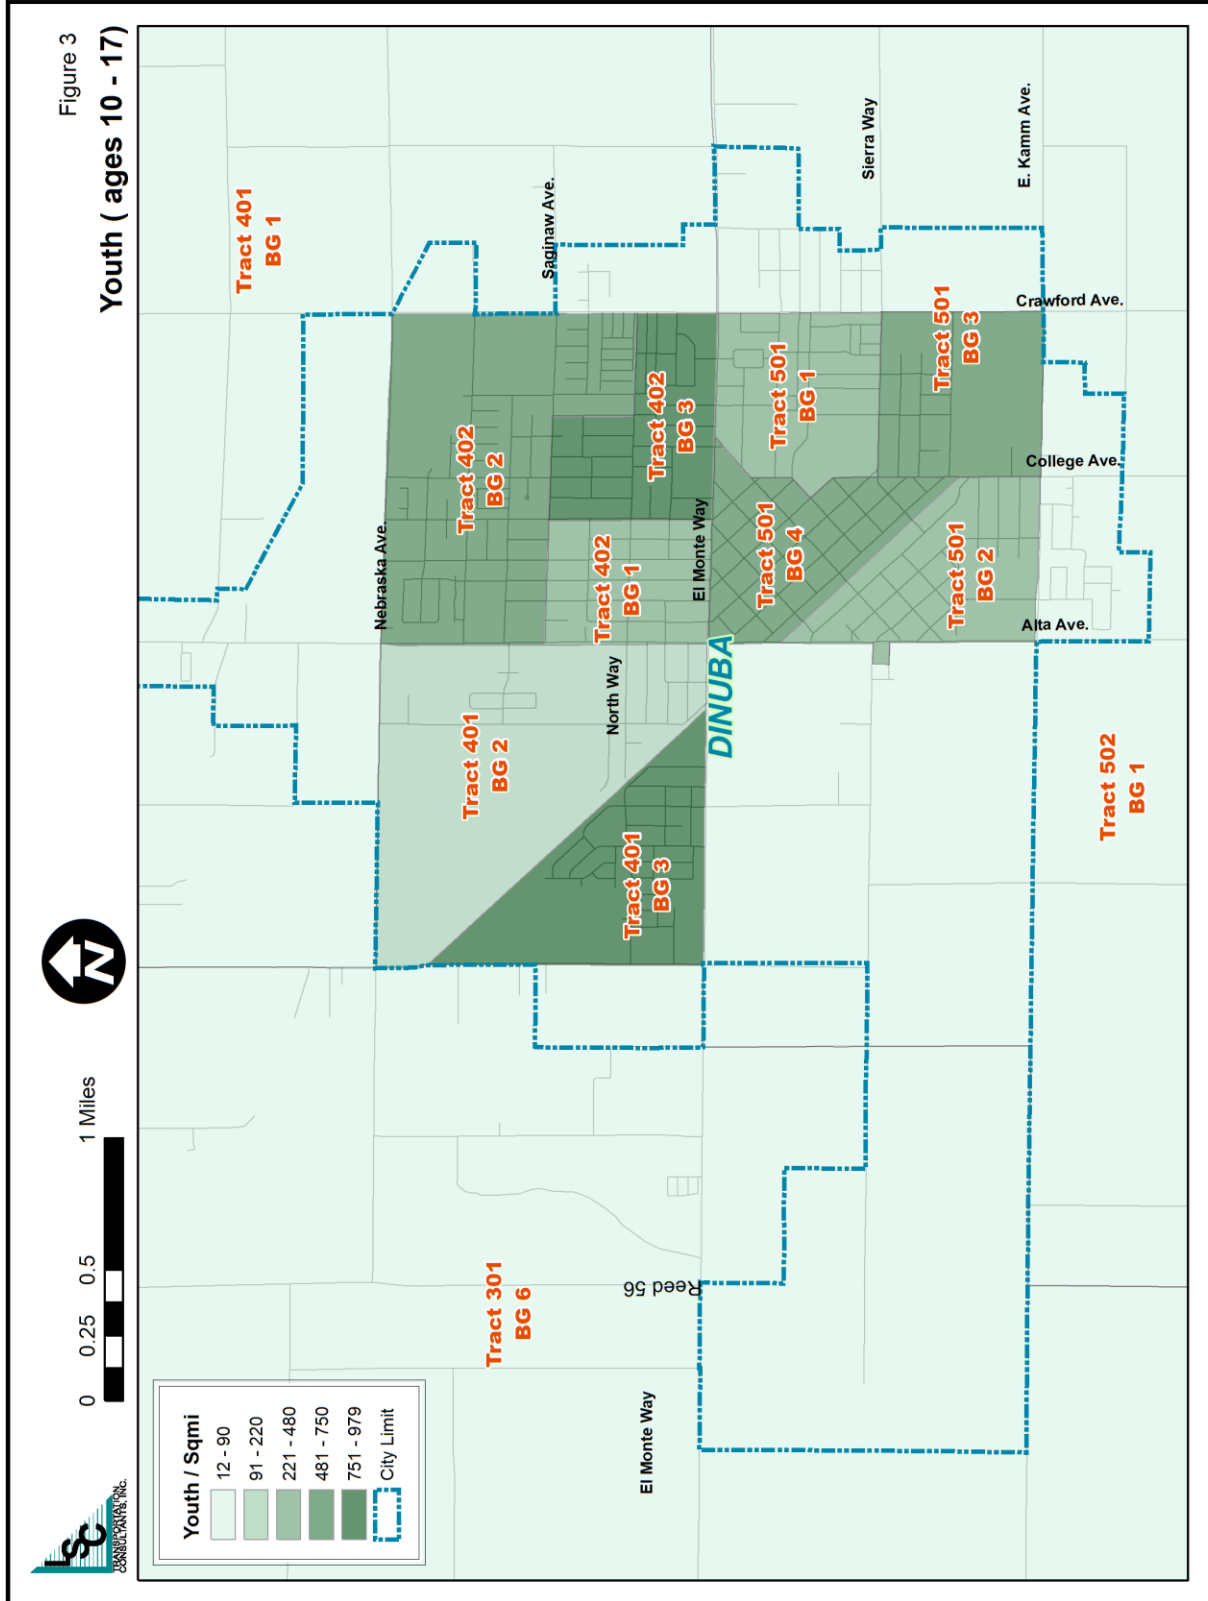 Figure 3
Youth ( ages 10 - 17)
LSC
TRANSPORTATION
CONSULTANTS, INC.
0 0.25 0.5 1 Miles
N
Tract 401
BG 1
Nebraska Ave.
Saginaw Ave.
Tract 402
BG 2
Tract 401
BG 2
Tract 301
BG 6
North Way
Tract 402
BG 1
Tract 402
BG 3
Tract 401
BG 3
Reed 56
El Monte Way
El Monte Way
DINUBA
Tract 501
BG 4
Tract 501
BG 1
Sierra Way
Tract 501
BG 2
Tract 501
BG 3
E. Kamm Ave.
Alta Ave.
College Ave.
Crawford Ave.
Tract 502
BG 1
Youth / Sqmi
12 - 90
91 - 220
221 - 480
481 - 750
751 - 979
City Limit